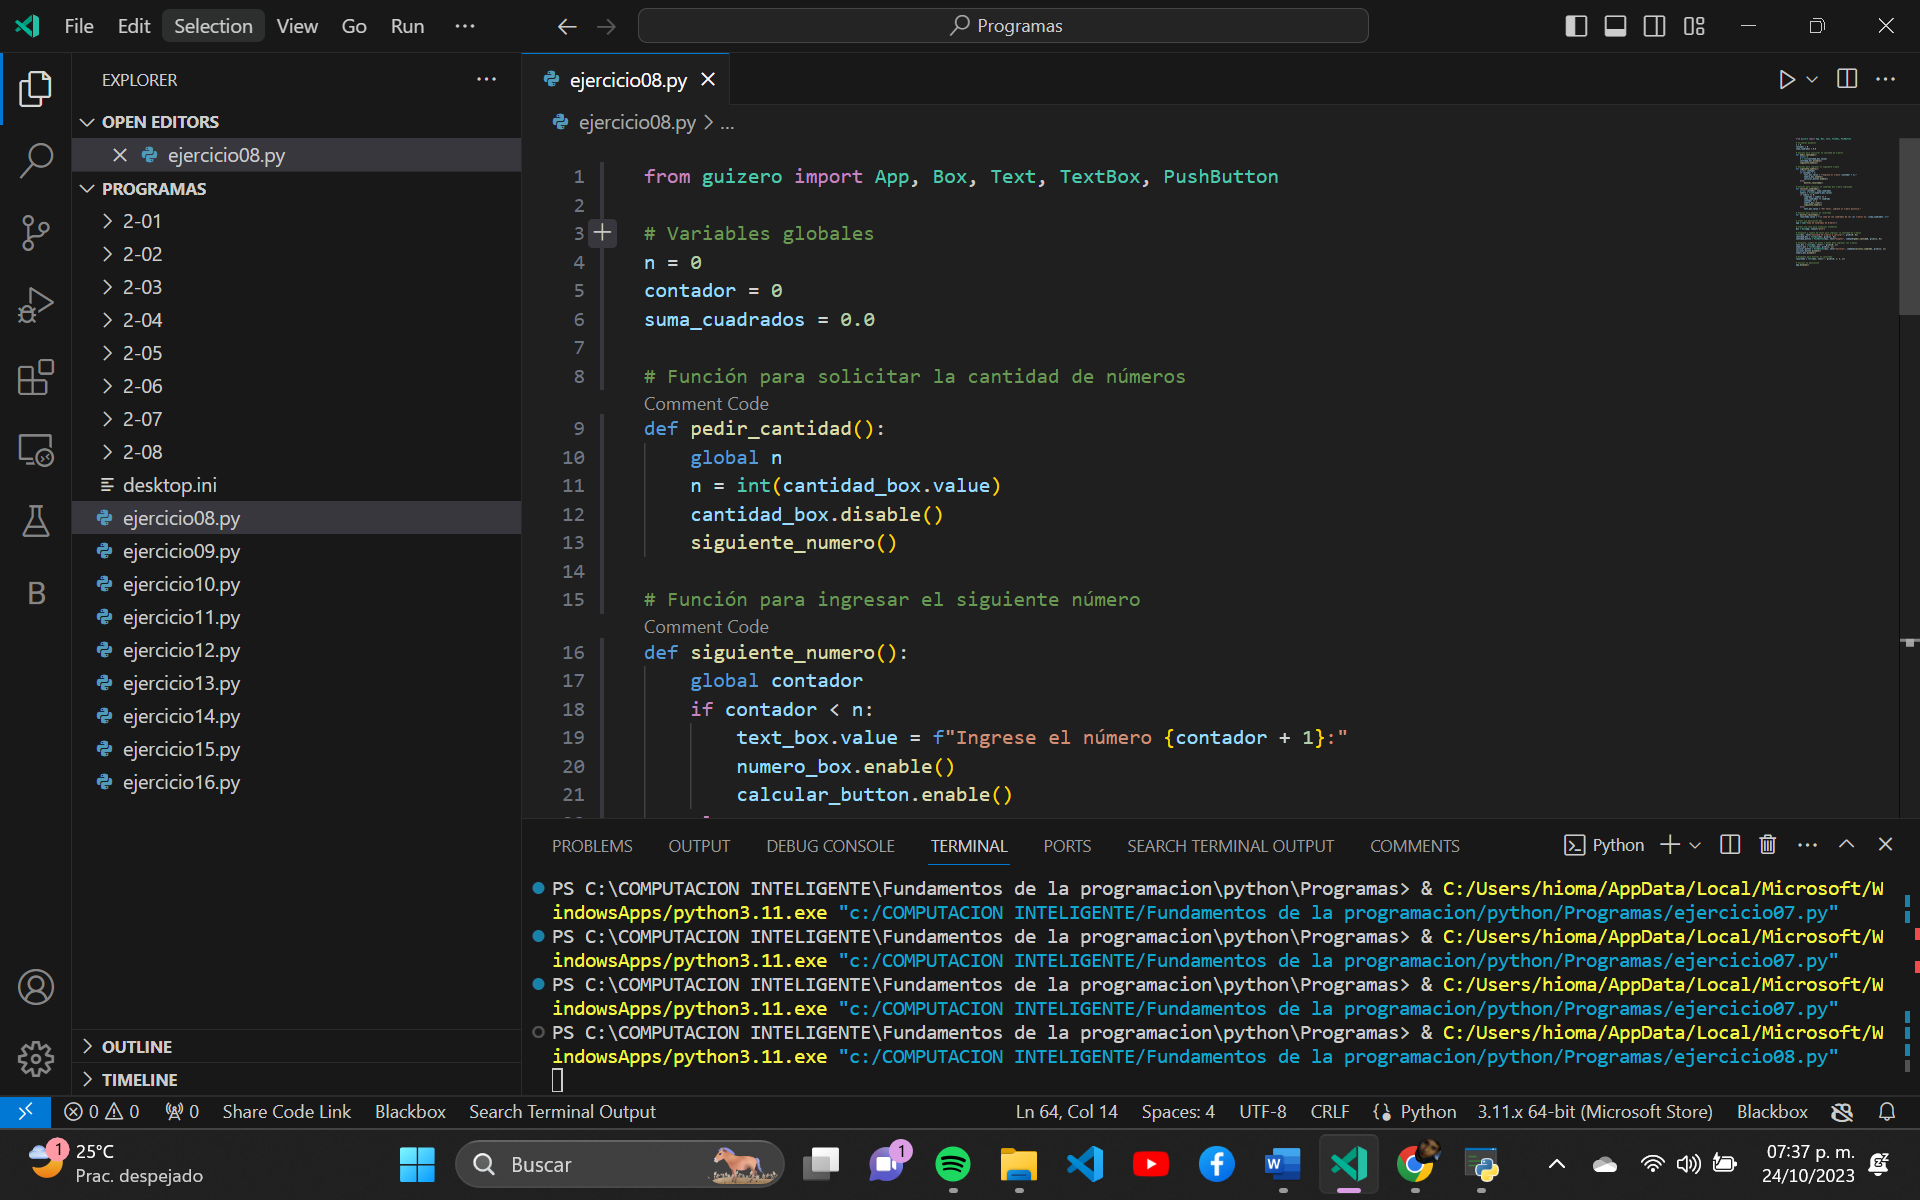 File Edit Selection View Go Run ... Programas
EXPLORER ...
OPEN EDITORS
ejercicio08.py
PROGRAMAS
2-01
2-02
2-03
2-04
2-05
2-06
2-07
2-08
desktop.ini
ejercicio08.py
ejercicio09.py
ejercicio10.py
ejercicio11.py
ejercicio12.py
ejercicio13.py
ejercicio14.py
ejercicio15.py
ejercicio16.py
OUTLINE
TIMELINE
B
ejercicio08.py
ejercicio08.py > ...
1 from guizero import App, Box, Text, TextBox, PushButton
2
3 # Variables globales
4 n = 0
5 contador = 0
6 suma_cuadrados = 0.0
7
8 # Función para solicitar la cantidad de números
Comment Code
9 def pedir_cantidad():
10 global n
11 n = int(cantidad_box.value)
12 cantidad_box.disable()
13 siguiente_numero()
14
15 # Función para ingresar el siguiente número
Comment Code
16 def siguiente_numero():
17 global contador
18 if contador < n:
19 text_box.value = f"Ingrese el número {contador + 1}:"
20 numero_box.enable()
21 calcular_button.enable()
PROBLEMS OUTPUT DEBUG CONSOLE TERMINAL PORTS SEARCH TERMINAL OUTPUT COMMENTS Python
PS C:\COMPUTACION INTELIGENTE\Fundamentos de la programacion\python\Programas> & C:/Users/hioma/AppData/Local/Microsoft/W
indowsApps/python3.11.exe "c:/COMPUTACION INTELIGENTE/Fundamentos de la programacion/python/Programas/ejercicio07.py"
PS C:\COMPUTACION INTELIGENTE\Fundamentos de la programacion\python\Programas> & C:/Users/hioma/AppData/Local/Microsoft/W
indowsApps/python3.11.exe "c:/COMPUTACION INTELIGENTE/Fundamentos de la programacion/python/Programas/ejercicio07.py"
PS C:\COMPUTACION INTELIGENTE\Fundamentos de la programacion\python\Programas> & C:/Users/hioma/AppData/Local/Microsoft/W
indowsApps/python3.11.exe "c:/COMPUTACION INTELIGENTE/Fundamentos de la programacion/python/Programas/ejercicio07.py"
PS C:\COMPUTACION INTELIGENTE\Fundamentos de la programacion\python\Programas> & C:/Users/hioma/AppData/Local/Microsoft/W
indowsApps/python3.11.exe "c:/COMPUTACION INTELIGENTE/Fundamentos de la programacion/python/Programas/ejercicio08.py"
0 0 0 Share Code Link Blackbox Search Terminal Output Ln 64, Col 14 Spaces: 4 UTF-8 CRLF Python 3.11.x 64-bit (Microsoft Store) Blackbox
1 25°C
Prac. despejado
Buscar
1
07:37 p. m.
24/10/2023